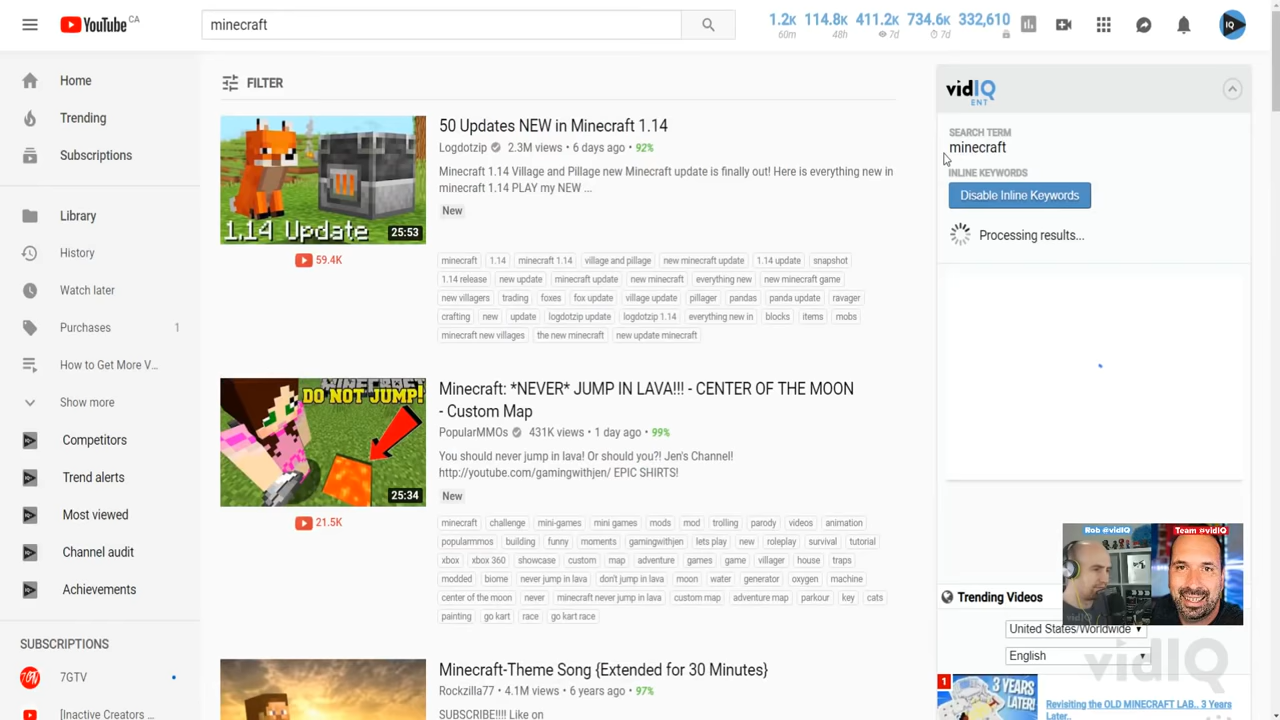 YouTube CA
minecraft
1.2K 114.8K 411.2K 734.6K 332,610
60m 48h 7d 7d
IQ
Home
Trending
Subscriptions
Library
History
Watch later
Purchases 1
How to Get More V...
Show more
Competitors
Trend alerts
Most viewed
Channel audit
Achievements
SUBSCRIPTIONS
7GTV
[Inactive Creators ...
FILTER
1.14 Update
25:53
59.4K
50 Updates NEW in Minecraft 1.14
Logdotzip 2.3M views • 6 days ago • 92%
Minecraft 1.14 Village and Pillage new Minecraft update is finally out! Here is everything new in
minecraft 1.14 PLAY my NEW ...
New
minecraft 1.14 minecraft 1.14 village and pillage new minecraft update 1.14 update snapshot
1.14 release new update minecraft update new minecraft everything new new minecraft game
new villagers trading foxes fox update village update pillager pandas panda update ravager
crafting new update logdotzip update logdotzip 1.14 everything new in blocks items mobs
minecraft new villages the new minecraft new update minecraft
MINECRAFT
DO NOT JUMP!
25:34
21.5K
Minecraft: *NEVER* JUMP IN LAVA!!! - CENTER OF THE MOON
- Custom Map
PopularMMOs 431K views • 1 day ago • 99%
You should never jump in lava! Or should you?! Jen's Channel!
http://youtube.com/gamingwithjen/ EPIC SHIRTS!
New
minecraft challenge mini-games mini games mods mod trolling parody videos animation
popularmmos building funny moments gamingwithjen lets play new roleplay survival tutorial
xbox xbox 360 showcase custom map adventure games game villager house traps
modded biome never jump in lava don't jump in lava moon water generator oxygen machine
center of the moon never minecraft never jump in lava custom map adventure map parkour key cats
painting go kart race go kart race
Minecraft-Theme Song {Extended for 30 Minutes}
Rockzilla77 • 4.1M views • 6 years ago • 97%
SUBSCRIBE!!!! Like on
vidIQ
ENT
SEARCH TERM
minecraft
INLINE KEYWORDS
Disable Inline Keywords
Processing results...
Rob @vidIQ Team @vidIQ
vidIQ
Trending Videos
United States/Worldwide
English
vidIQ
1
3 YEARS
LATER!
Revisiting the OLD MINECRAFT LAB.. 3 Years
Later..